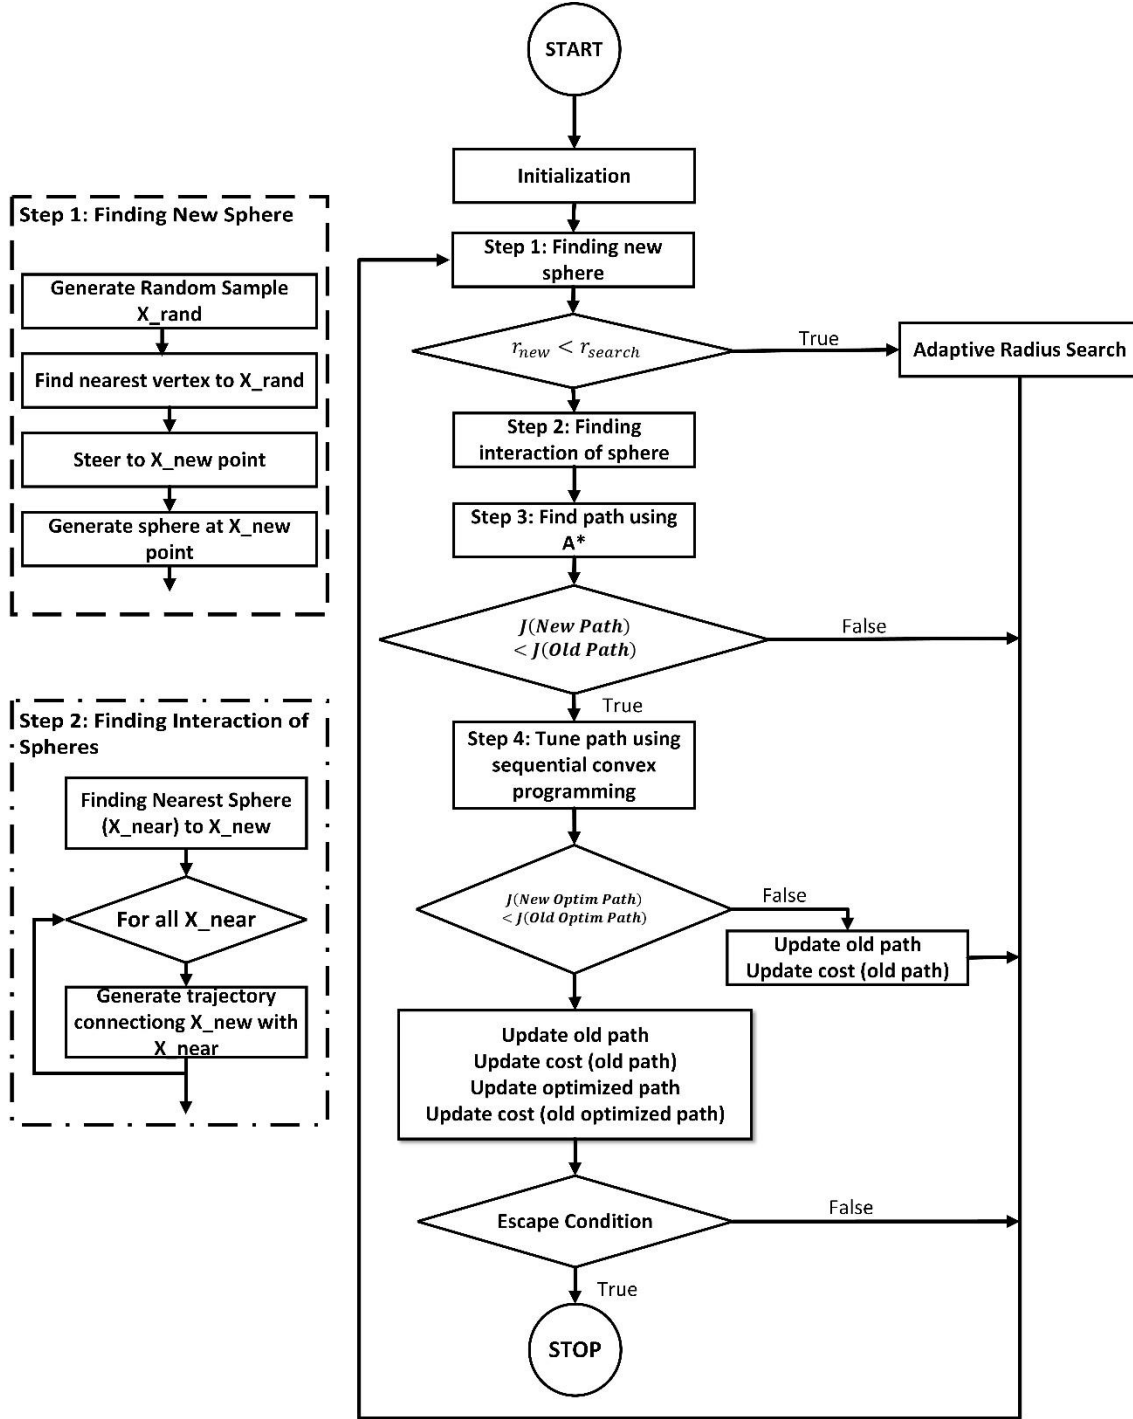 START
Initialization
Step 1: Finding new
sphere
r_new < r_search
True
Adaptive Radius Search
Step 2: Finding
interaction of sphere
Step 3: Find path using
A*
J(New Path)
< J(Old Path)
False
True
Step 4: Tune path using
sequential convex
programming
J(New Optim Path)
< J(Old Optim Path)
False
Update old path
Update cost (old path)
Update old path
Update cost (old path)
Update optimized path
Update cost (old optimized path)
Escape Condition
False
True
STOP
Step 1: Finding New Sphere
Generate Random Sample
X_rand
Find nearest vertex to X_rand
Steer to X_new point
Generate sphere at X_new
point
Step 2: Finding Interaction of
Spheres
Finding Nearest Sphere
(X_near) to X_new
For all X_near
Generate trajectory
connectiong X_new with
X_near